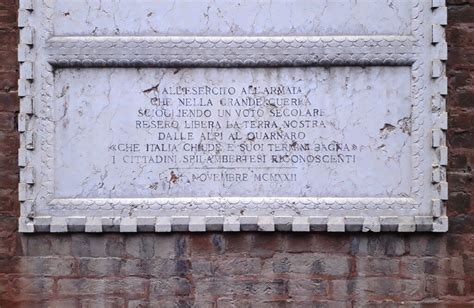 ALL'ESERCITO ALL'ARMATA
CHE NELLA GRANDE GUERRA
SCIOGLIENDO UN VOTO SECOLARE
RESERO LIBERA LA TERRA NOSTRA
DALLE ALPI AL QUARNARO
«CHE ITALIA CHIUDE E SUOI TERMINI BAGNA»
I CITTADINI SPILAMBERTESI RICONOSCENTI
NOVEMBRE MCMXXII